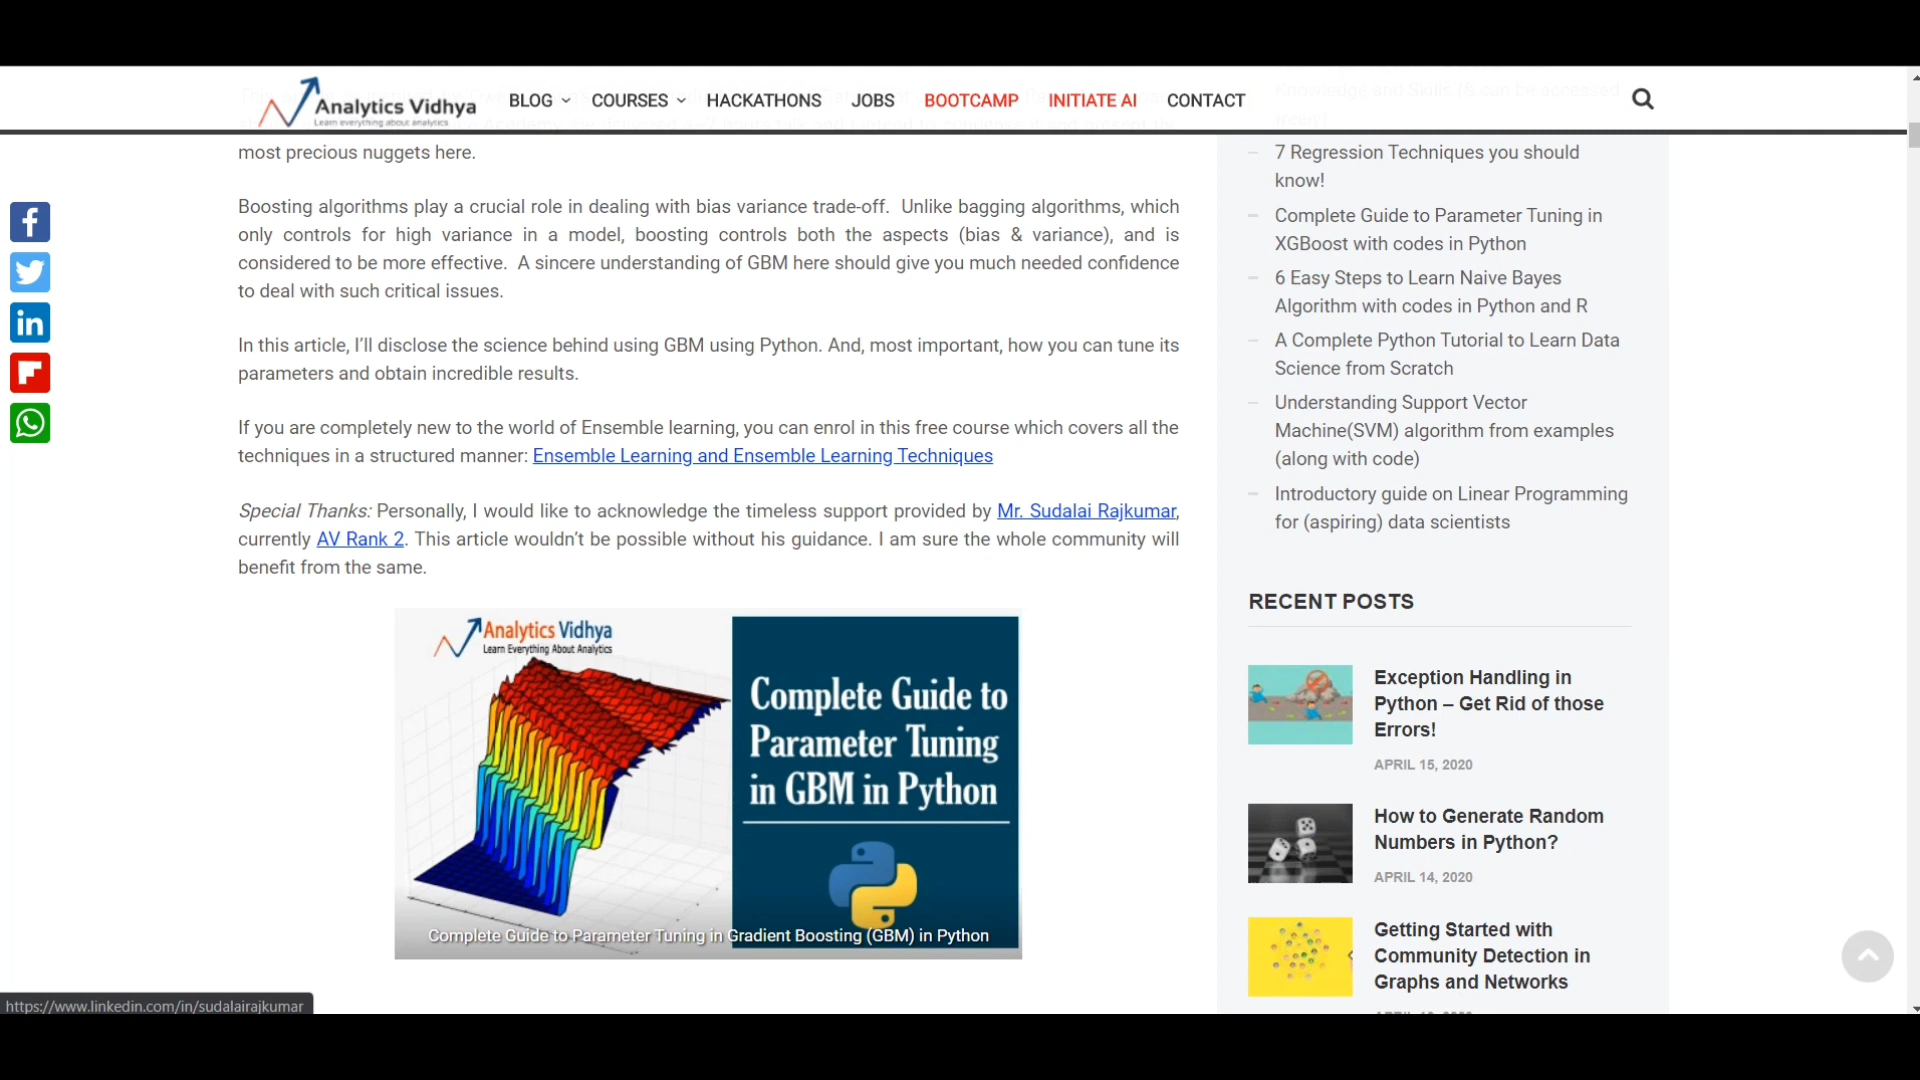 Analytics Vidhya
Learn everything about analytics
BLOG
COURSES
HACKATHONS
JOBS
BOOTCAMP
INITIATE AI
CONTACT
most precious nuggets here.
Boosting algorithms play a crucial role in dealing with bias variance trade-off. Unlike bagging algorithms, which
only controls for high variance in a model, boosting controls both the aspects (bias & variance), and is
considered to be more effective. A sincere understanding of GBM here should give you much needed confidence
to deal with such critical issues.
In this article, I’ll disclose the science behind using GBM using Python. And, most important, how you can tune its
parameters and obtain incredible results.
If you are completely new to the world of Ensemble learning, you can enrol in this free course which covers all the
techniques in a structured manner: Ensemble Learning and Ensemble Learning Techniques
Special Thanks: Personally, I would like to acknowledge the timeless support provided by Mr. Sudalai Rajkumar,
currently AV Rank 2. This article wouldn’t be possible without his guidance. I am sure the whole community will
benefit from the same.
Analytics Vidhya
Learn Everything About Analytics
Complete Guide to
Parameter Tuning
in GBM in Python
Complete Guide to Parameter Tuning in Gradient Boosting (GBM) in Python
Knowledge and Skills (& can be accessed
freely)
7 Regression Techniques you should
know!
Complete Guide to Parameter Tuning in
XGBoost with codes in Python
6 Easy Steps to Learn Naive Bayes
Algorithm with codes in Python and R
A Complete Python Tutorial to Learn Data
Science from Scratch
Understanding Support Vector
Machine(SVM) algorithm from examples
(along with code)
Introductory guide on Linear Programming
for (aspiring) data scientists
RECENT POSTS
Exception Handling in
Python – Get Rid of those
Errors!
APRIL 15, 2020
How to Generate Random
Numbers in Python?
APRIL 14, 2020
Getting Started with
Community Detection in
Graphs and Networks
https://www.linkedin.com/in/sudalairajkumar